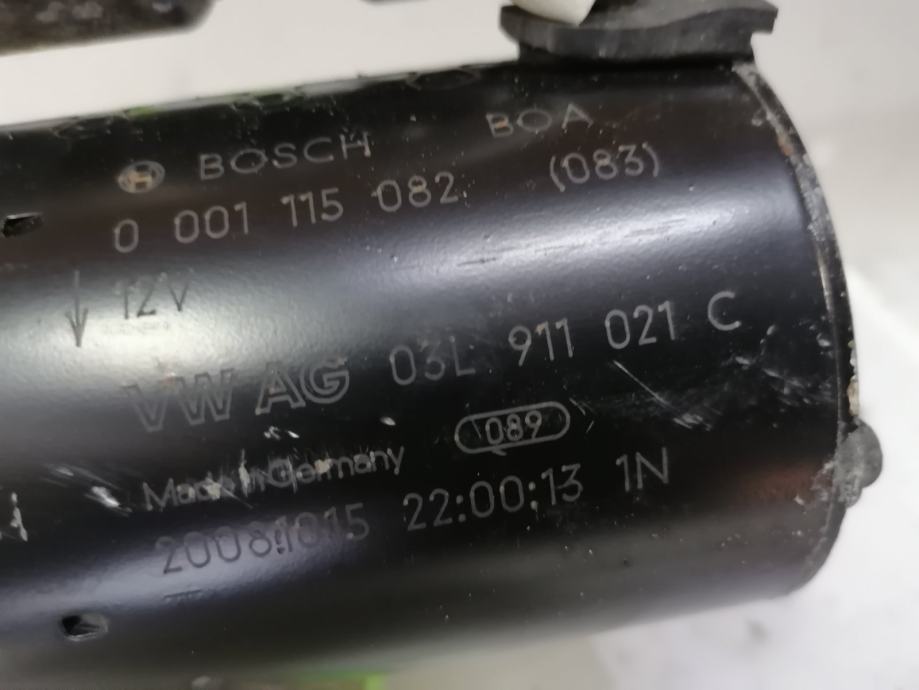 BOSCH BOA
0 001 115 082 (083)
12V
VW AG 03L 911 021 C
Made in Germany 089
20081015 22:00:13 1N